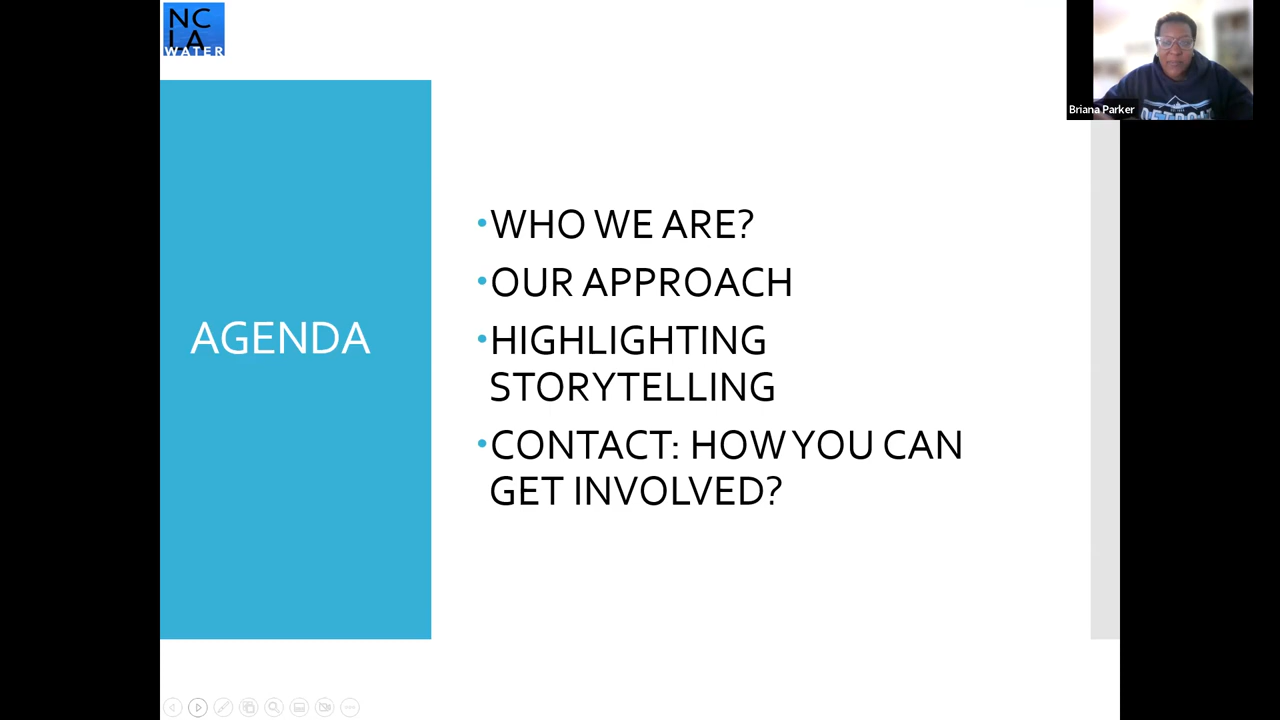 NC
LA
WATER
Briana Parker
DETROIT
AGENDA
•WHO WE ARE?
•OUR APPROACH
•HIGHLIGHTING
STORYTELLING
•CONTACT: HOW YOU CAN
GET INVOLVED?